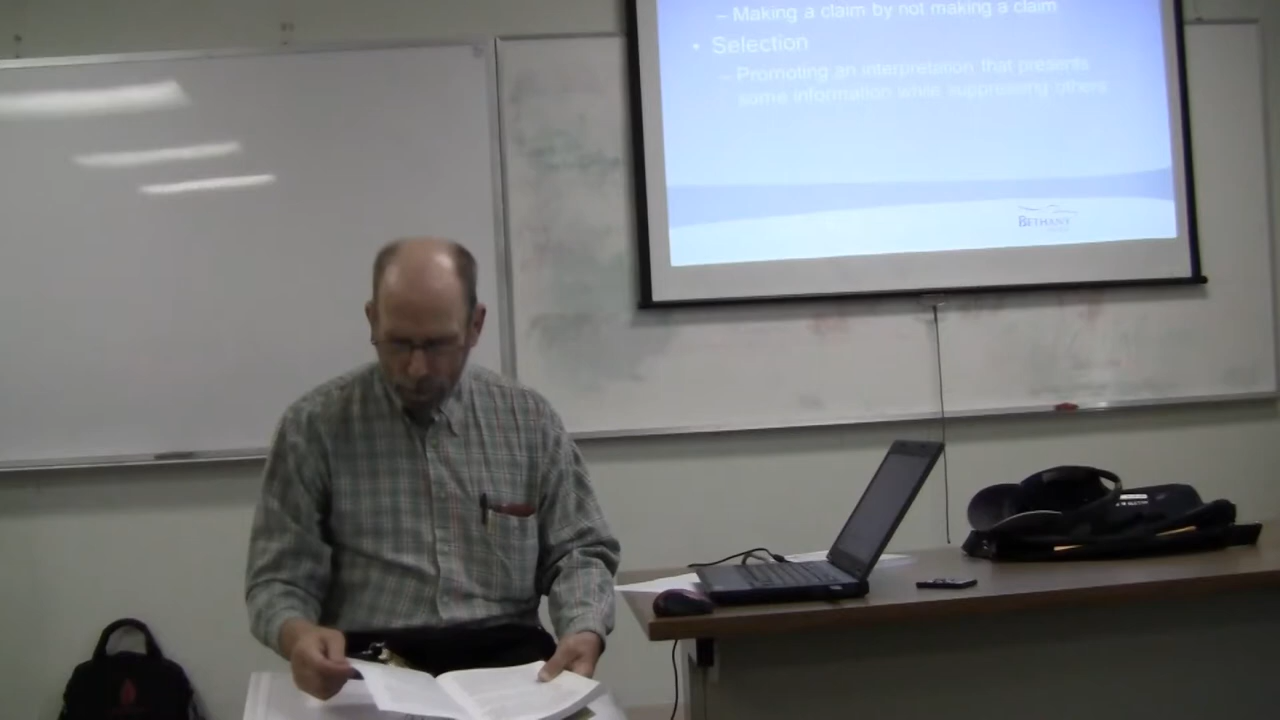 – Making a claim by not making a claim
• Selection
– Promoting an interpretation that presents
some information while suppressing others
BETHANY